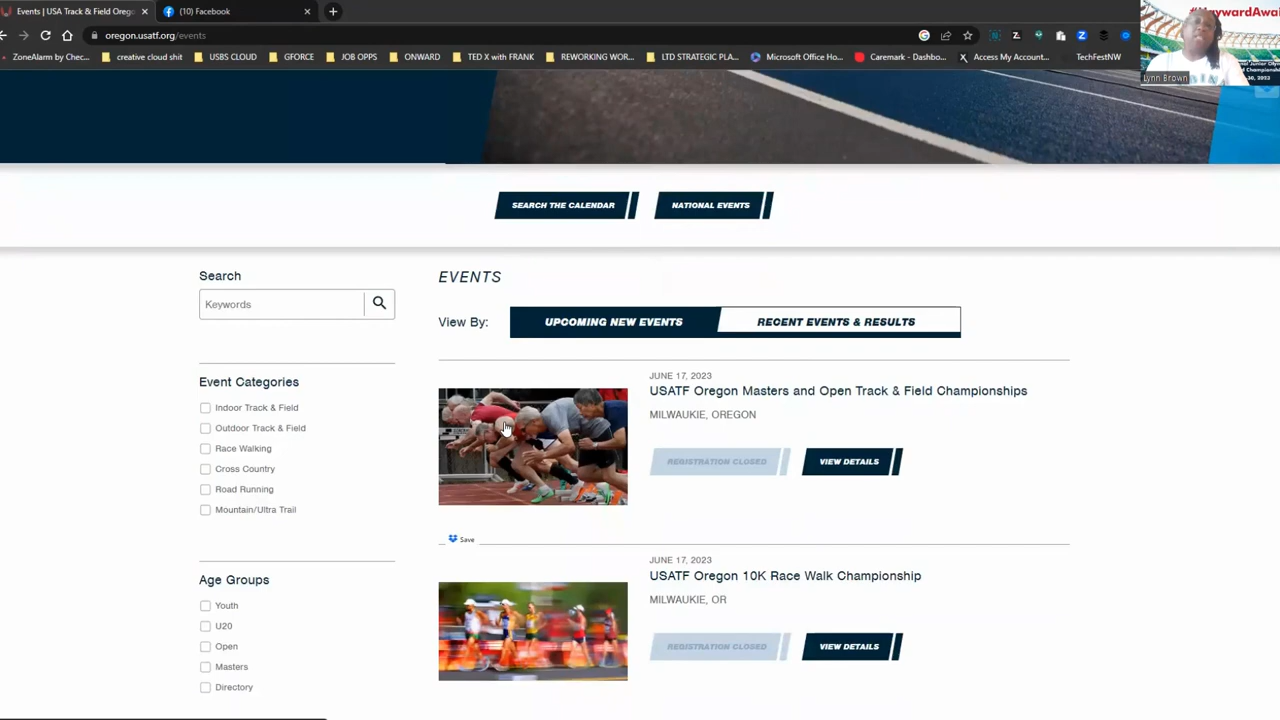 Events | USA Track & Field Oreg
(10) Facebook
oregon.usatf.org/events
ZoneAlarm by Chec...
creative cloud shit
USBS CLOUD
GFORCE
JOB OPPS
ONWARD
TED X with FRANK
REWORKING WOR...
LTD STRATEGIC PLA...
Microsoft Office Ho...
Caremark - Dashbo...
Access My Account...
TechFestNW
Lynn Brown
SEARCH THE CALENDAR
NATIONAL EVENTS
Search
Keywords
Event Categories
Indoor Track & Field
Outdoor Track & Field
Race Walking
Cross Country
Road Running
Mountain/Ultra Trail
Age Groups
Youth
U20
Open
Masters
Directory
EVENTS
View By:
UPCOMING NEW EVENTS
RECENT EVENTS & RESULTS
JUNE 17, 2023
USATF Oregon Masters and Open Track & Field Championships
MILWAUKIE, OREGON
REGISTRATION CLOSED
VIEW DETAILS
Save
JUNE 17, 2023
USATF Oregon 10K Race Walk Championship
MILWAUKIE, OR
REGISTRATION CLOSED
VIEW DETAILS